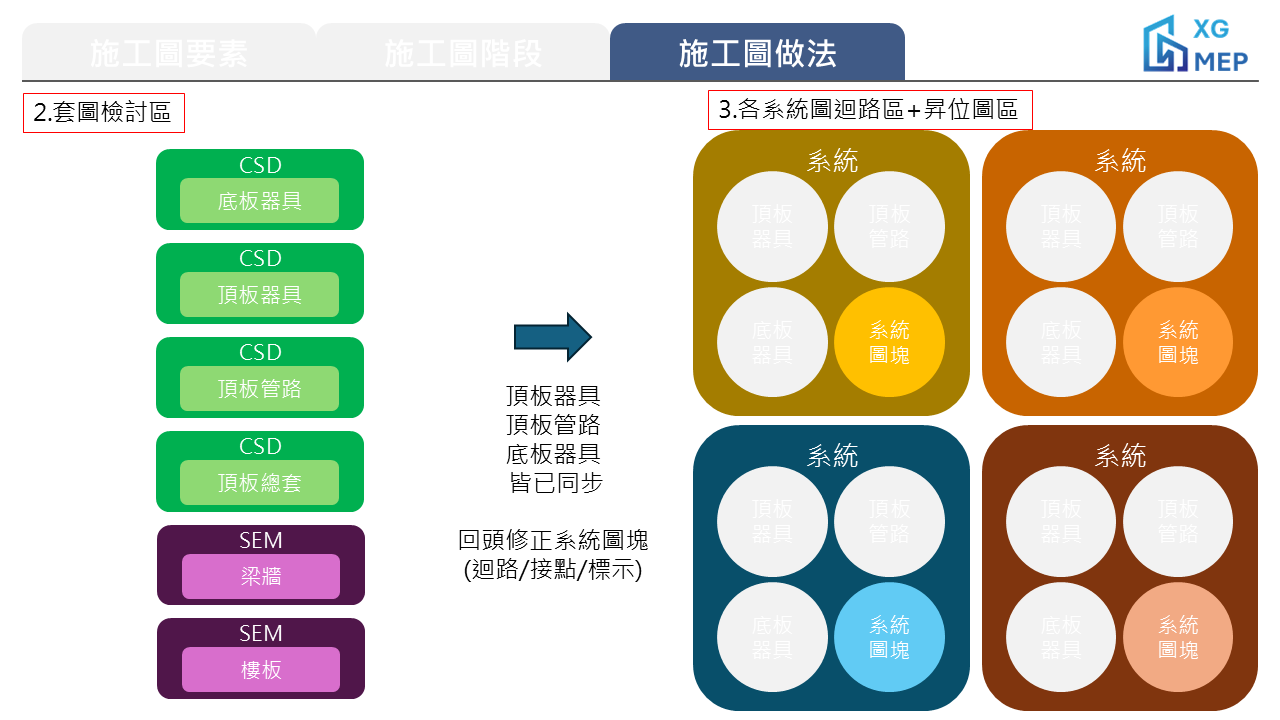 施工圖要素
施工圖階段
施工圖做法
XG
MEP
2.套圖檢討區
CSD
底板器具
CSD
頂板器具
CSD
頂板管路
CSD
頂板總套
SEM
梁牆
SEM
樓板
頂板器具
頂板管路
底板器具
皆已同步
回頭修正系統圖塊
(迴路/接點/標示)
3.各系統圖迴路區+昇位圖區
系統
頂板
器具
頂板
管路
底板
器具
系統
圖塊
系統
頂板
器具
頂板
管路
底板
器具
系統
圖塊
系統
頂板
器具
頂板
管路
底板
器具
系統
圖塊
系統
頂板
器具
頂板
管路
底板
器具
系統
圖塊